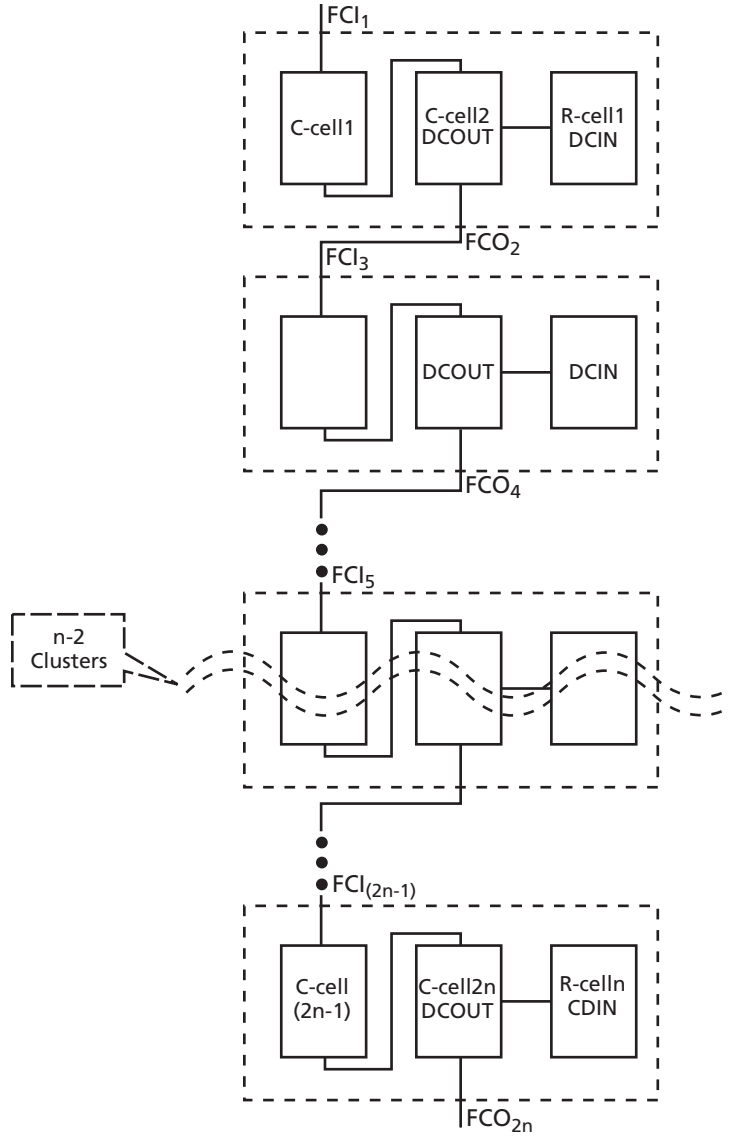 FCI₁
C-cell1
C-cell2
DCOUT
R-cell1
DCIN
FCO₂
FCI₃
DCOUT
DCIN
FCO₄
FCI₅
n-2
Clusters
FCI₍₂ₙ₋₁₎
C-cell
(2n-1)
C-cell2n
DCOUT
R-celln
CDIN
FCO₂ₙ